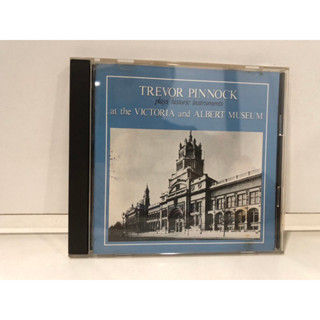 TREVOR PINNOCK
plays historic instruments
at the VICTORIA and ALBERT MUSEUM